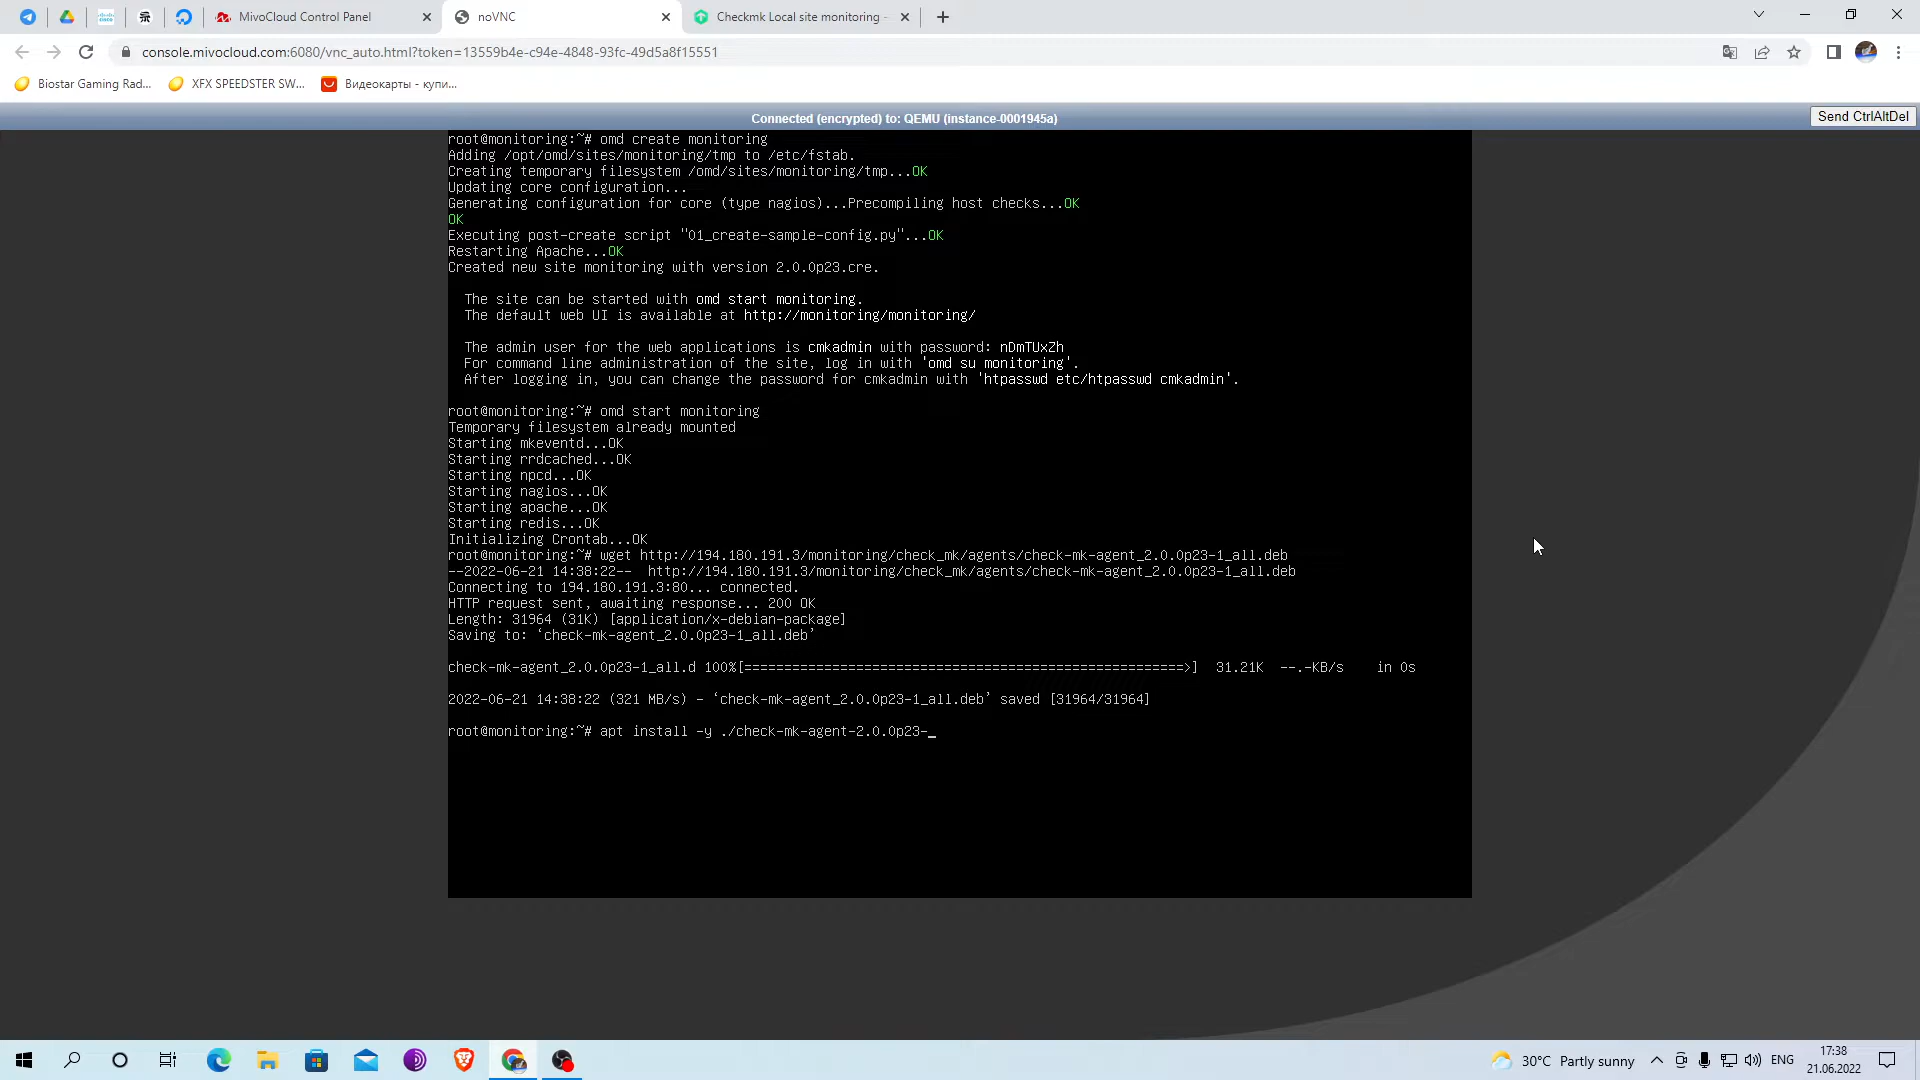 MivoCloud Control Panel
noVNC
Checkmk Local site monitoring -
console.mivocloud.com:6080/vnc_auto.html?token=13559b4e-c94e-4848-93fc-49d5a8f15551
Biostar Gaming Rad...
XFX SPEEDSTER SW...
Видеокарты - купи...
Connected (encrypted) to: QEMU (instance-0001945a)
Send CtrlAltDel
root@monitoring:~# omd create monitoring
Adding /opt/omd/sites/monitoring/tmp to /etc/fstab.
Creating temporary filesystem /omd/sites/monitoring/tmp...OK
Updating core configuration...
Generating configuration for core (type nagios)...Precompiling host checks...OK
OK
Executing post-create script "01_create-sample-config.py"...OK
Restarting Apache...OK
Created new site monitoring with version 2.0.0p23.cre.
The site can be started with omd start monitoring.
The default web UI is available at http://monitoring/monitoring/
The admin user for the web applications is cmkadmin with password: nDmTUxZh
For command line administration of the site, log in with 'omd su monitoring'.
After logging in, you can change the password for cmkadmin with 'htpasswd etc/htpasswd cmkadmin'.
root@monitoring:~# omd start monitoring
Temporary filesystem already mounted
Starting mkeventd...OK
Starting rrdcached...OK
Starting npcd...OK
Starting nagios...OK
Starting apache...OK
Starting redis...OK
Initializing Crontab...OK
root@monitoring:~# wget http://194.180.191.3/monitoring/check_mk/agents/check-mk-agent_2.0.0p23-1_all.deb
--2022-06-21 14:38:22--  http://194.180.191.3/monitoring/check_mk/agents/check-mk-agent_2.0.0p23-1_all.deb
Connecting to 194.180.191.3:80... connected.
HTTP request sent, awaiting response... 200 OK
Length: 31964 (31K) [application/x-debian-package]
Saving to: ‘check-mk-agent_2.0.0p23-1_all.deb’
check-mk-agent_2.0.0p23-1_all.d 100%[=======================================================>]  31.21K  --.-KB/s    in 0s
2022-06-21 14:38:22 (321 MB/s) - ‘check-mk-agent_2.0.0p23-1_all.deb’ saved [31964/31964]
root@monitoring:~# apt install -y ./check-mk-agent-2.0.0p23-_
30°C Partly sunny
ENG
17:38
21.06.2022